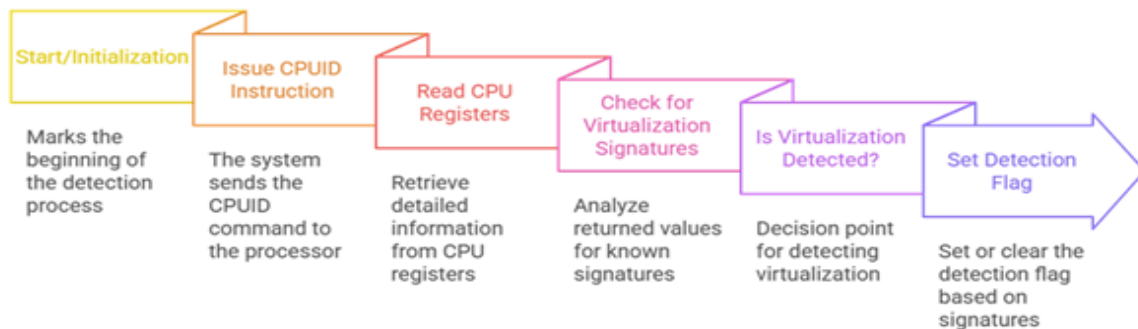 Start/Initialization
Marks the
beginning of
the detection
process
Issue CPUID
Instruction
The system
sends the
CPUID
command to
the processor
Read CPU
Registers
Retrieve
detailed
information
from CPU
registers
Check for
Virtualization
Signatures
Analyze
returned values
for known
signatures
Is Virtualization
Detected?
Decision point
for detecting
virtualization
Set Detection
Flag
Set or clear the
detection flag
based on
signatures